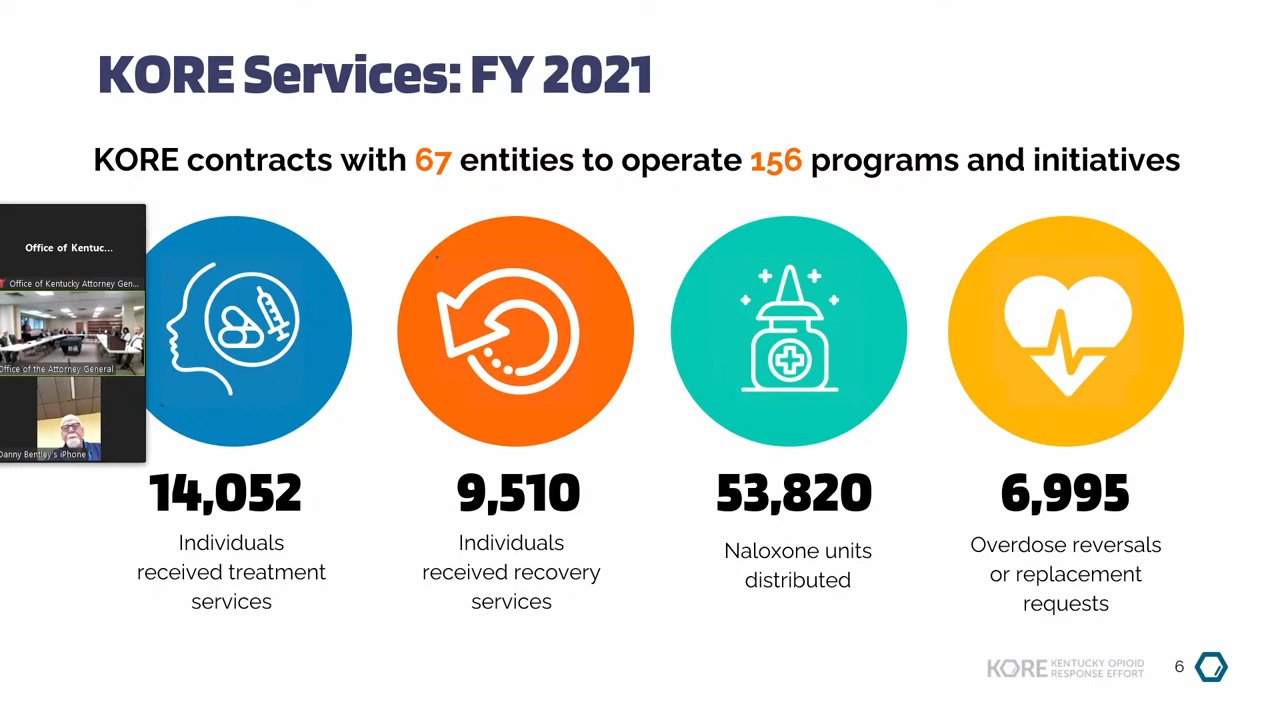 KORE Services: FY 2021
KORE contracts with 67 entities to operate 156 programs and initiatives
Office of Kentuc...
Office of Kentucky Attorney Gen...
Office of the Attorney General
Danny Bentley's iPhone
14,052
Individuals
received treatment
services
9,510
Individuals
received recovery
services
53,820
Naloxone units
distributed
6,995
Overdose reversals
or replacement
requests
KORE KENTUCKY OPIOID
RESPONSE EFFORT
6